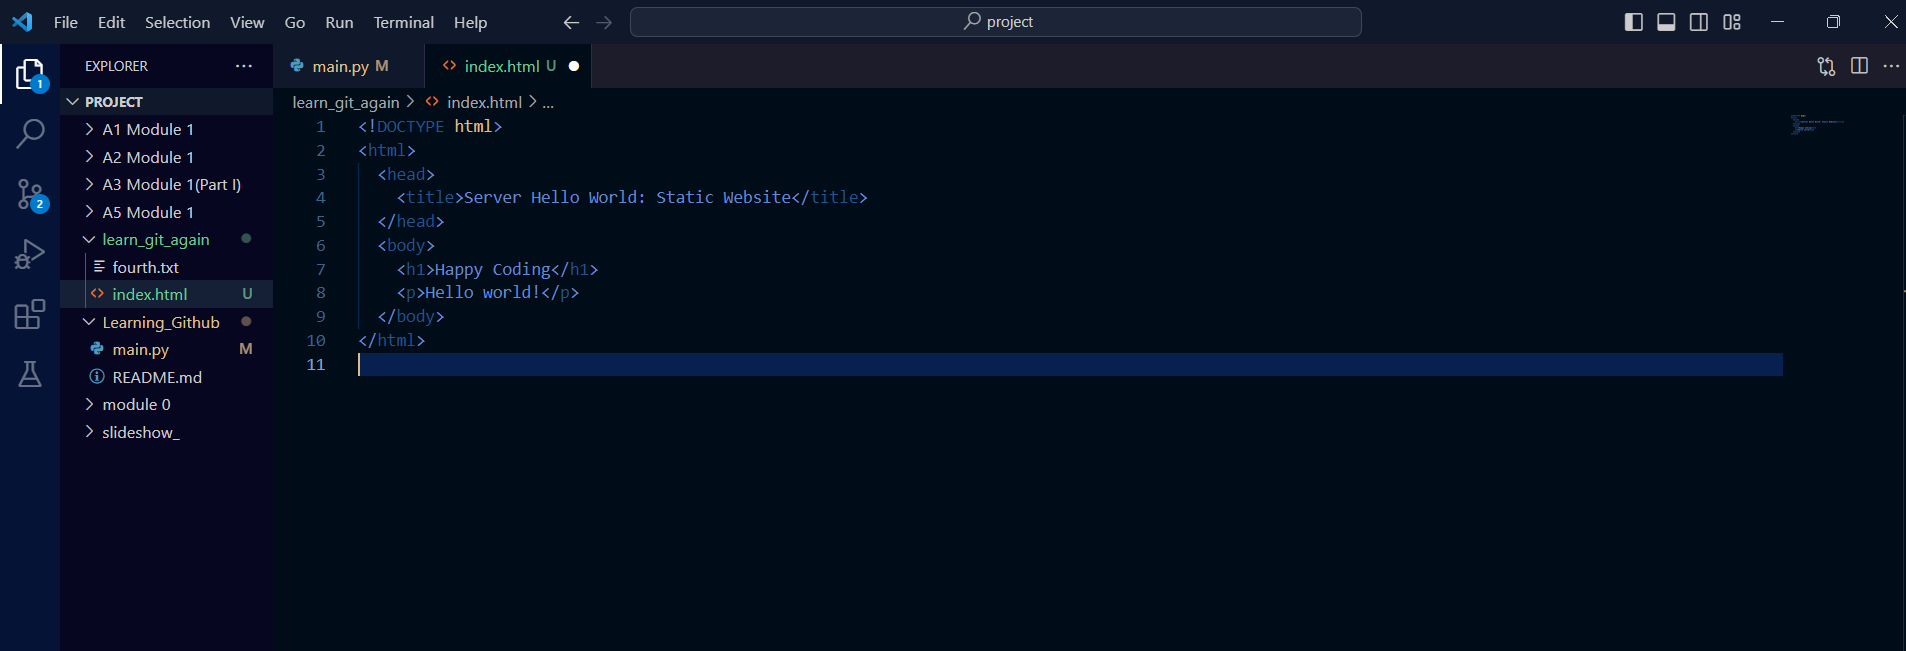 File Edit Selection View Go Run Terminal Help project
EXPLORER ...
main.py M index.html U
1
2
PROJECT
A1 Module 1
A2 Module 1
A3 Module 1(Part I)
A5 Module 1
learn_git_again
fourth.txt
index.html U
Learning_Github
main.py M
README.md
module 0
slideshow_
learn_git_again > index.html > ...
1 <!DOCTYPE html>
2 <html>
3 <head>
4 <title>Server Hello World: Static Website</title>
5 </head>
6 <body>
7 <h1>Happy Coding</h1>
8 <p>Hello world!</p>
9 </body>
10 </html>
11